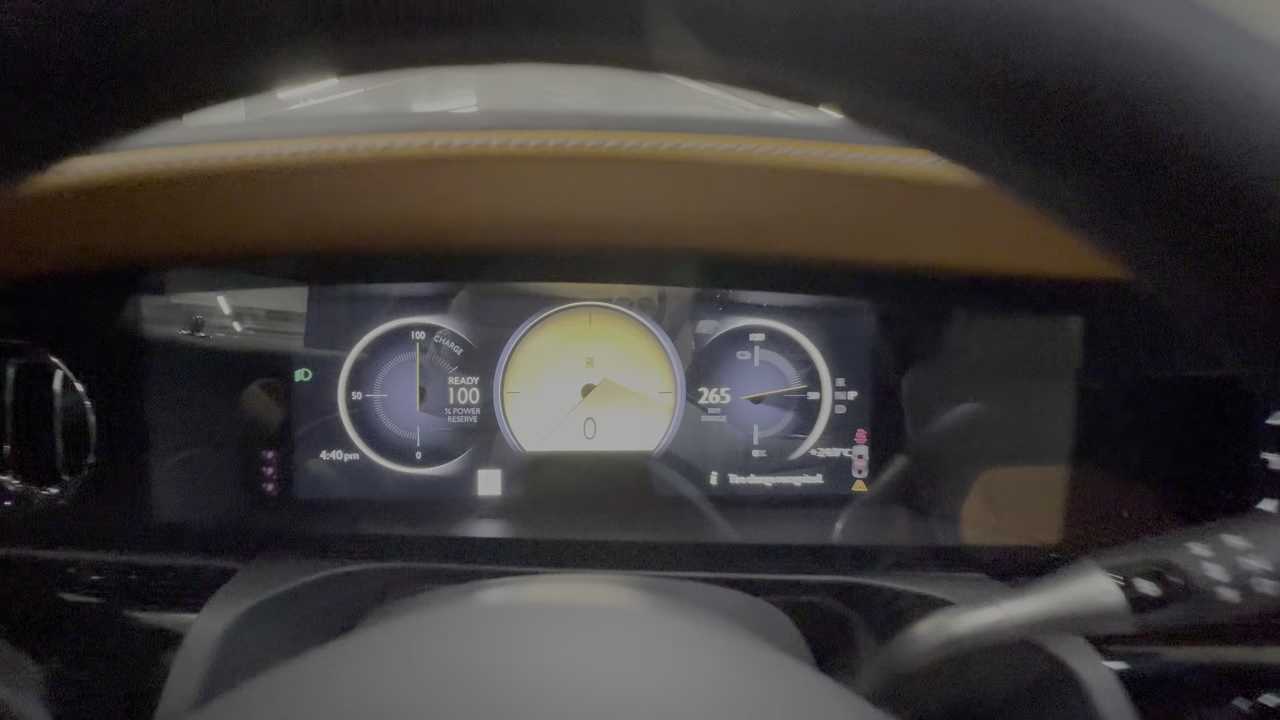 100
CHARGE
50
READY
100
% POWER
RESERVE
0
4:40pm
R
0
265
RANGE